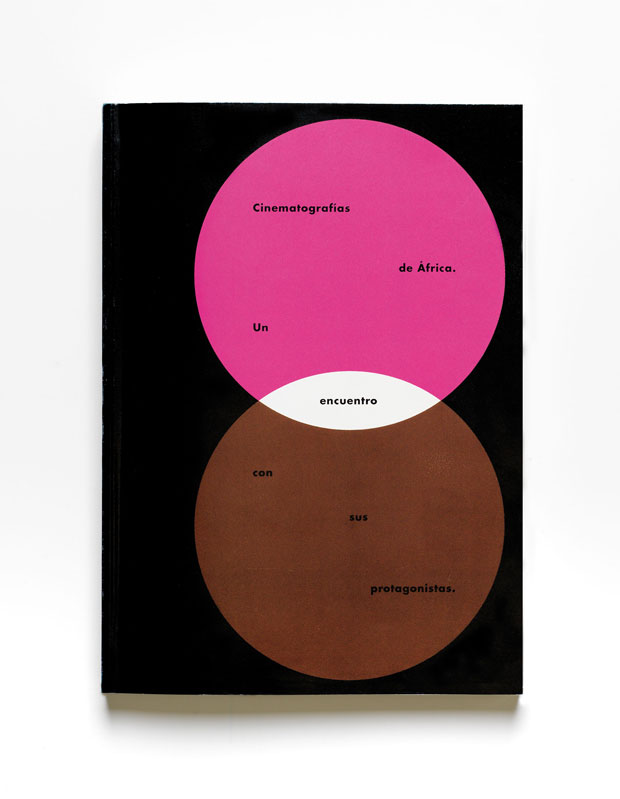 Cinematografías
de África.
Un
encuentro
con
sus
protagonistas.